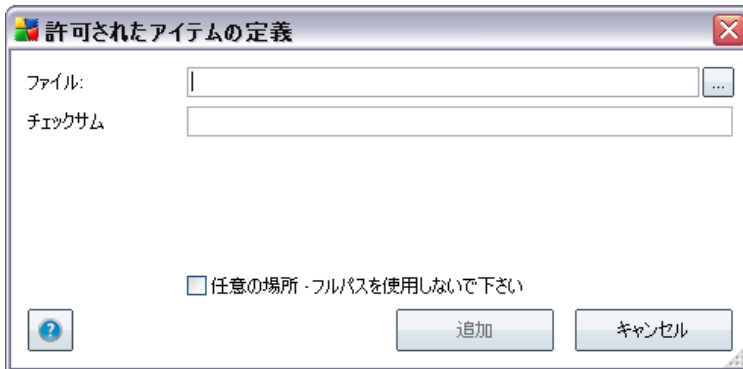 許可されたアイテムの定義
ファイル:
...
チェックサム
任意の場所 - フルパスを使用しないで下さい
?
追加
キャンセル